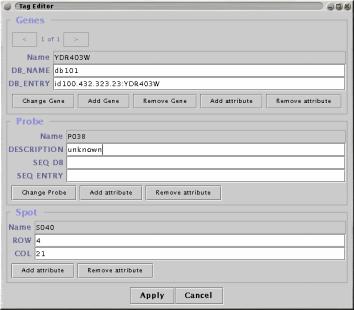 Tag Editor
Genes
< 1 of 1 >
Name YDR403W
DB_NAME db101
DB_ENTRY id100.432.323.23:YDR403W
Change Gene Add Gene Remove Gene Add attribute Remove attribute
Probe
Name P038
DESCRIPTION unknown
SEQ DB
SEQ ENTRY
Change Probe Add attribute Remove attribute
Spot
Name S040
ROW 4
COL 21
Add attribute Remove attribute
Apply Cancel